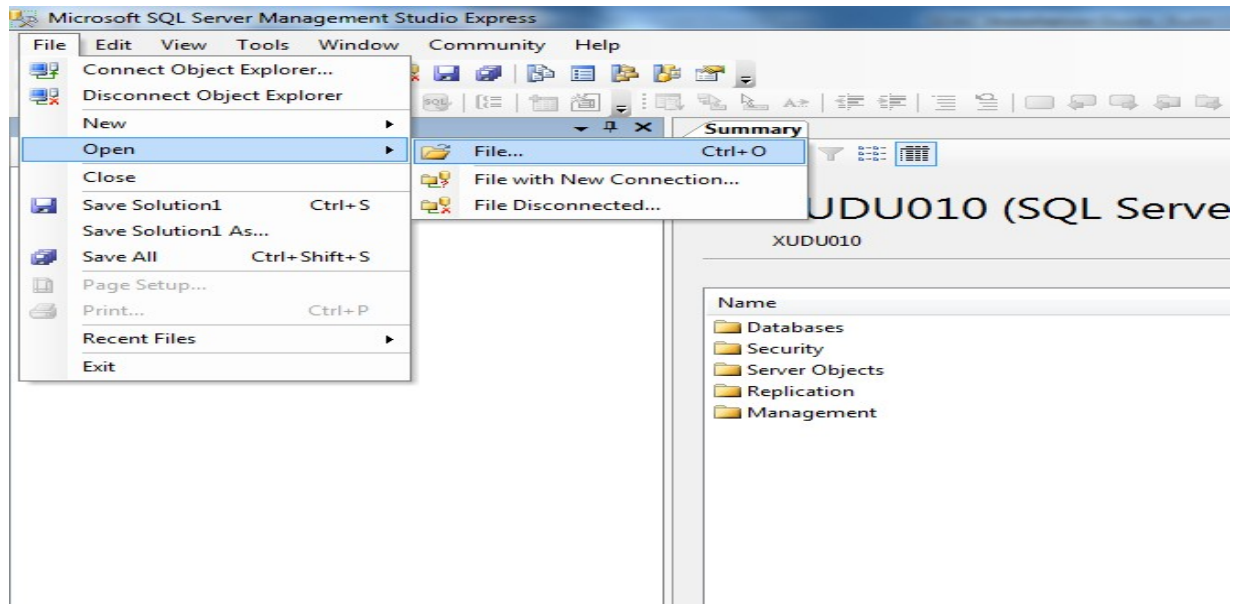 Microsoft SQL Server Management Studio Express
File Edit View Tools Window Community Help
Connect Object Explorer...
Disconnect Object Explorer
New
Open
Close
Save Solution1 Ctrl+S
Save Solution1 As...
Save All Ctrl+Shift+S
Page Setup...
Print... Ctrl+P
Recent Files
Exit
File... Ctrl+O
File with New Connection...
File Disconnected...
Summary
UDU010 (SQL Serve
XUDU010
Name
Databases
Security
Server Objects
Replication
Management